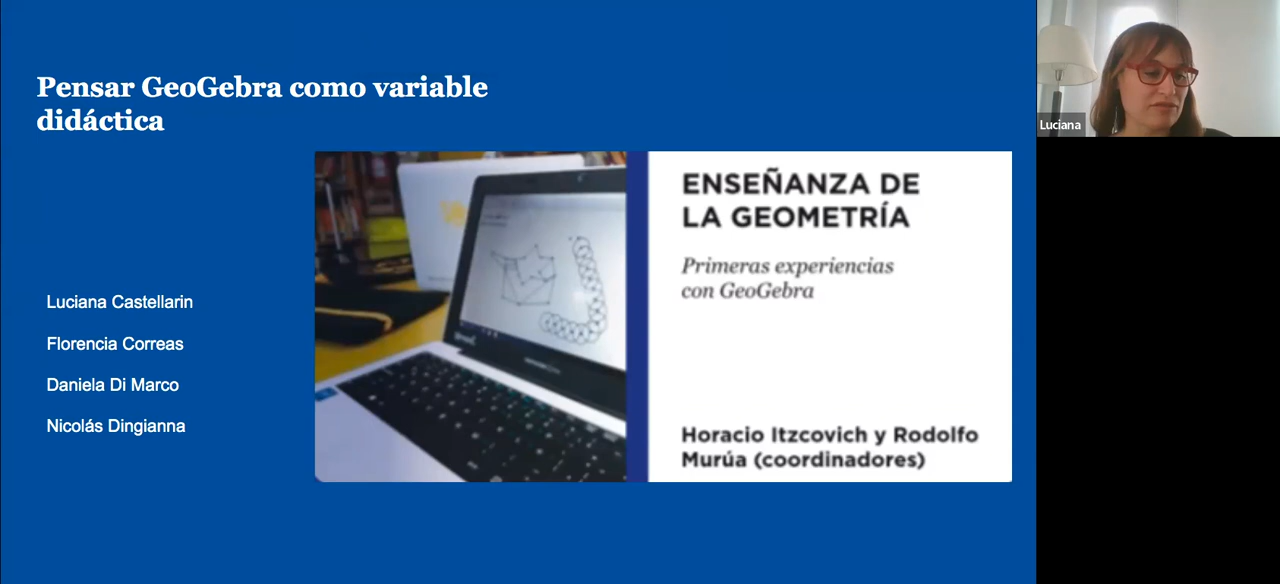 Pensar GeoGebra como variable
didáctica
Luciana Castellarin
Florencia Correas
Daniela Di Marco
Nicolás Dingianna
ENSEÑANZA DE
LA GEOMETRÍA
Primeras experiencias
con GeoGebra
Horacio Itzcovich y Rodolfo
Murúa (coordinadores)
Luciana